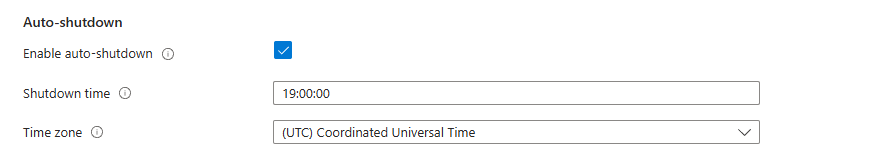 Auto-shutdown
Enable auto-shutdown
Shutdown time 19:00:00
Time zone (UTC) Coordinated Universal Time